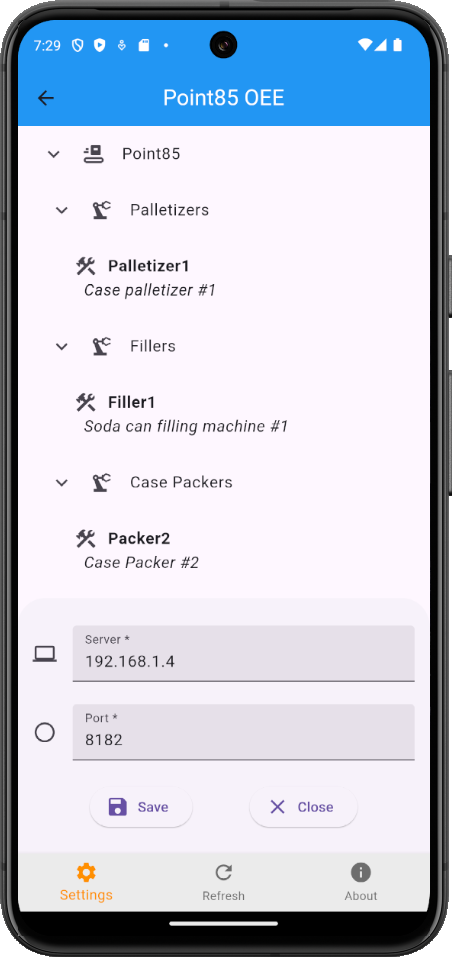 7:29
Point85 OEE
Point85
Palletizers
Palletizer1
Case palletizer #1
Fillers
Filler1
Soda can filling machine #1
Case Packers
Packer2
Case Packer #2
Server *
192.168.1.4
Port *
8182
Save Close
Settings Refresh About